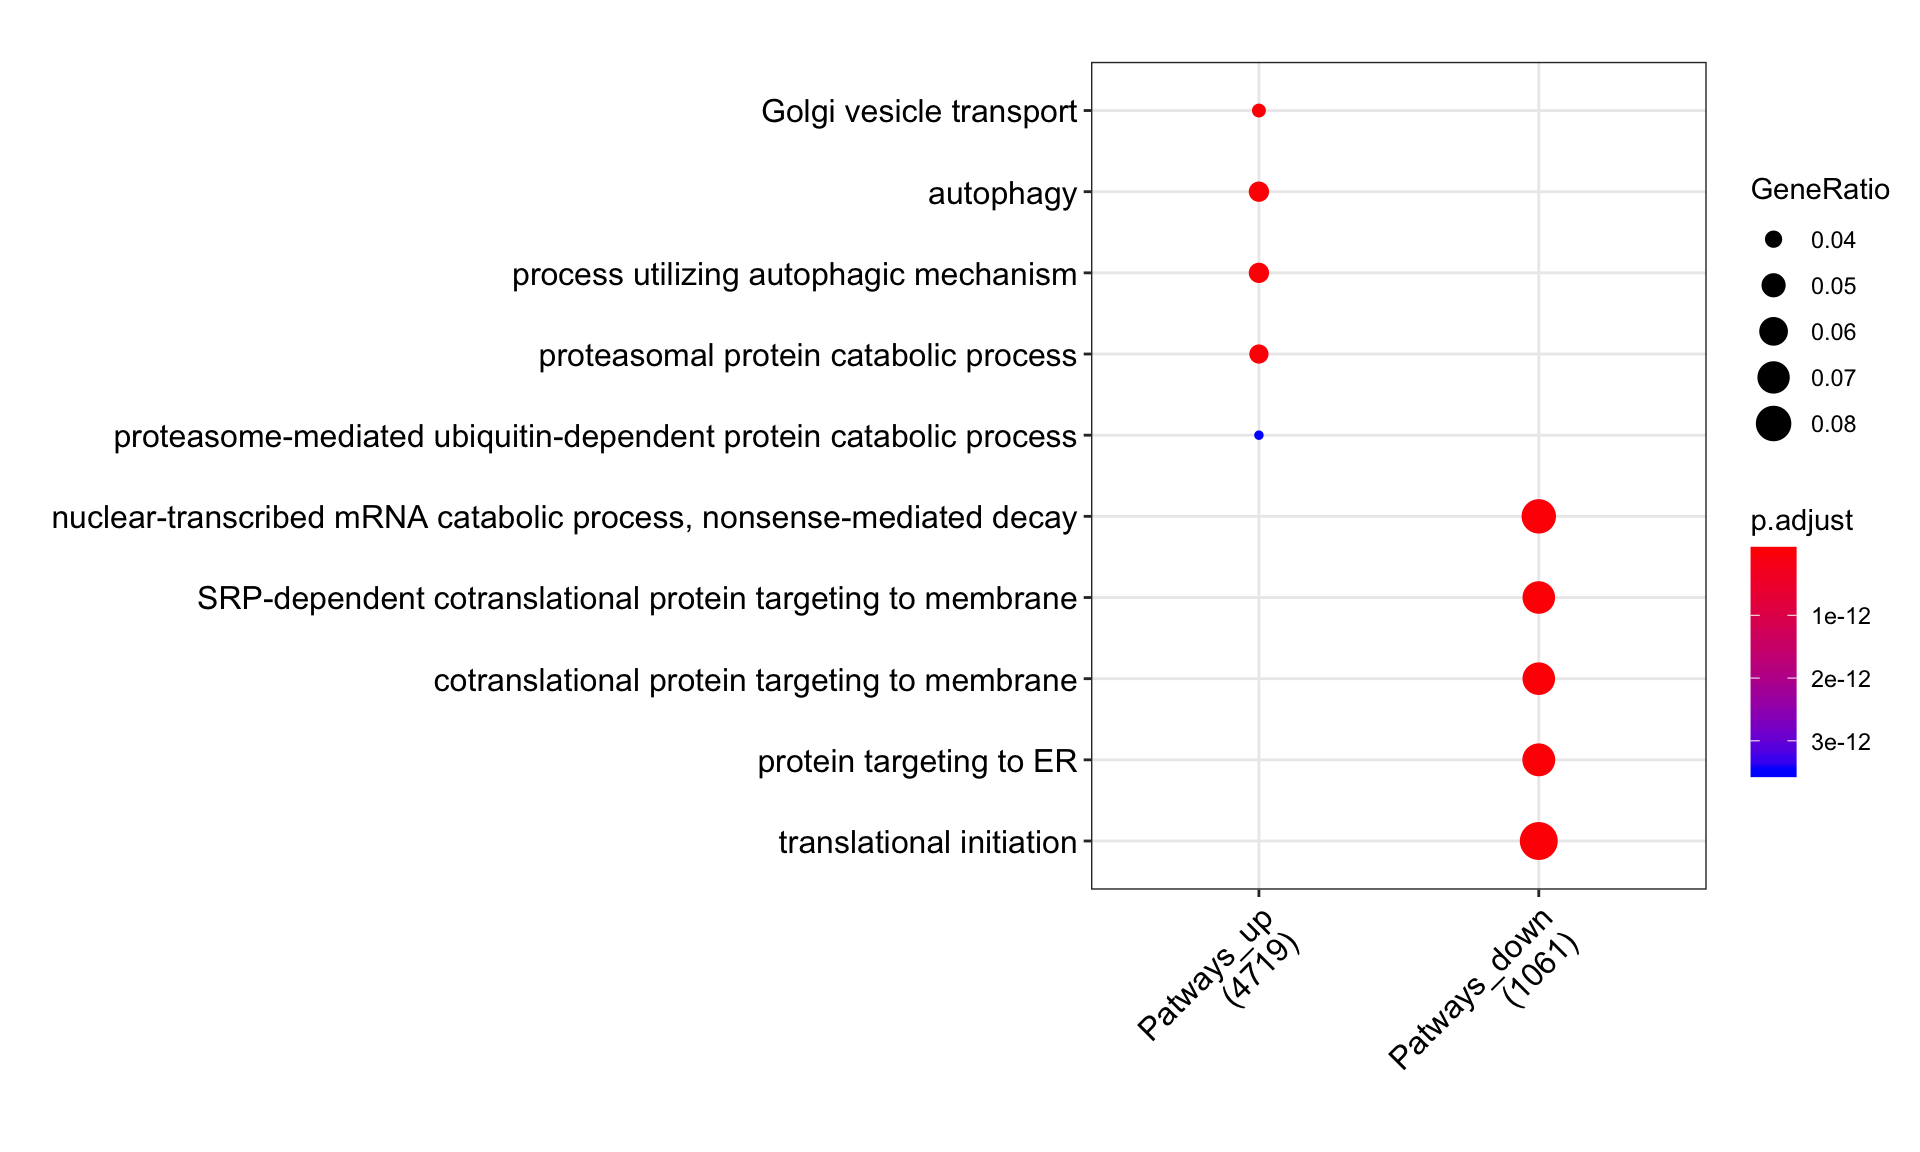 Golgi vesicle transport
autophagy
process utilizing autophagic mechanism
proteasomal protein catabolic process
proteasome-mediated ubiquitin-dependent protein catabolic process
nuclear-transcribed mRNA catabolic process, nonsense-mediated decay
SRP-dependent cotranslational protein targeting to membrane
cotranslational protein targeting to membrane
protein targeting to ER
translational initiation
Patways_up
(4719)
Patways_down
(1061)
GeneRatio
0.04
0.05
0.06
0.07
0.08
p.adjust
1e-12
2e-12
3e-12